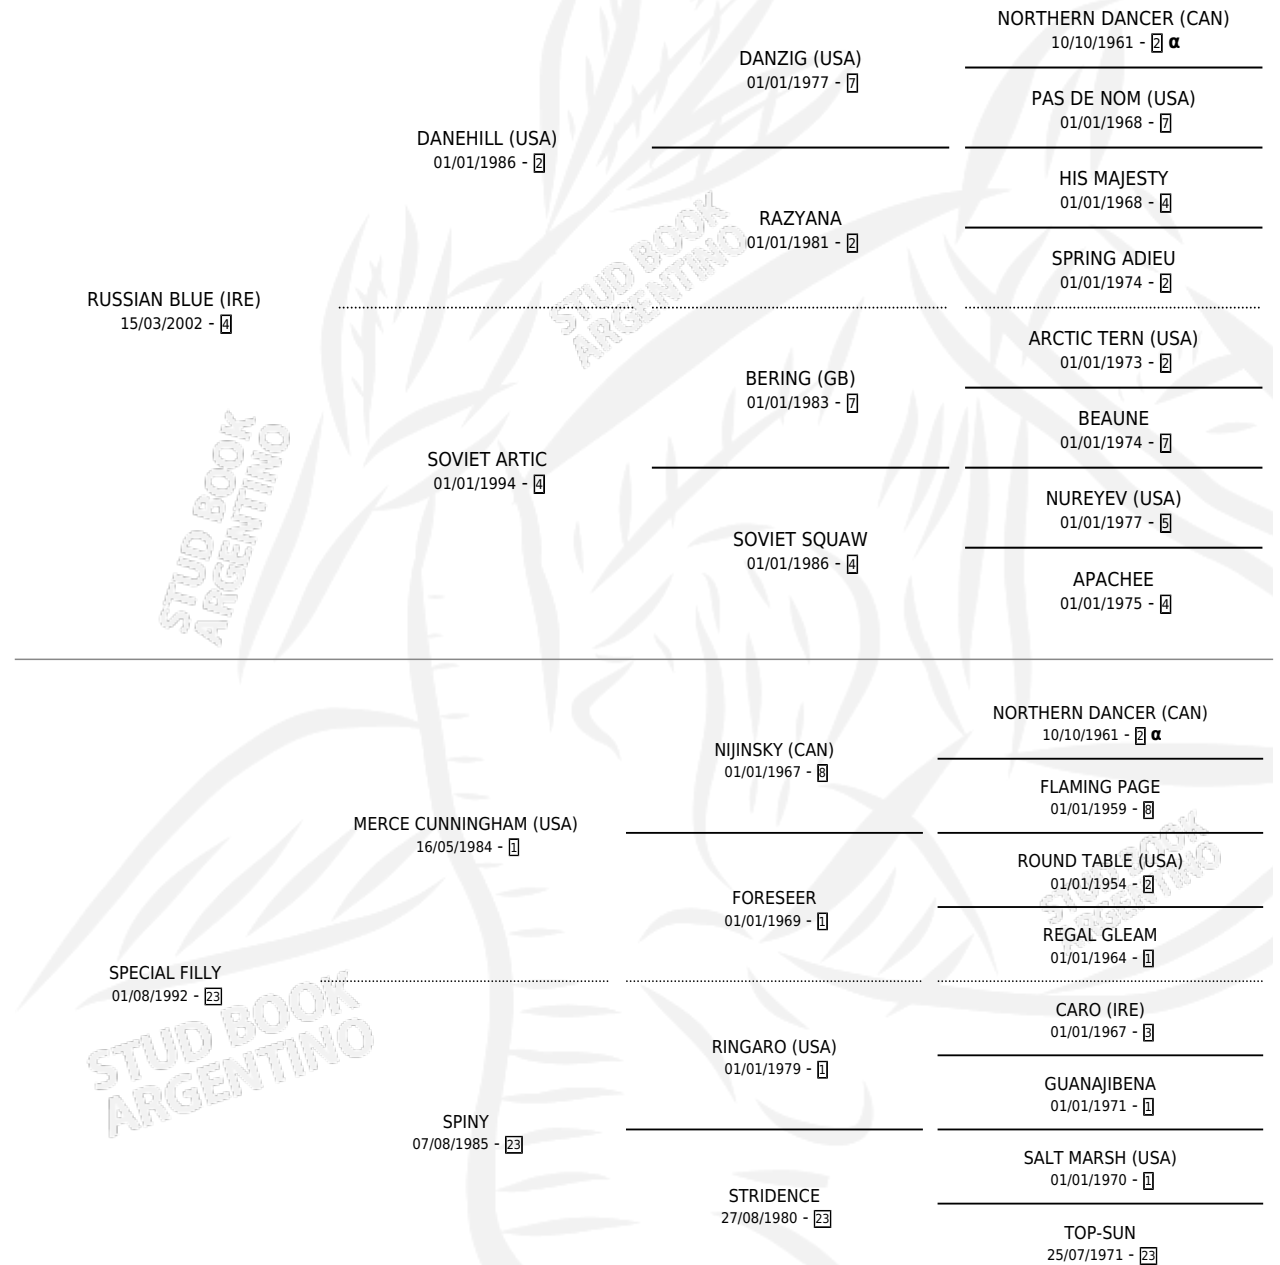 NORTHERN DANCER (CAN)
10/10/1961 - 2 α
DANZIG (USA)
01/01/1977 - 7
PAS DE NOM (USA)
01/01/1968 - 7
DANEHILL (USA)
01/01/1986 - 2
HIS MAJESTY
01/01/1968 - 4
RAZYANA
01/01/1981 - 2
SPRING ADIEU
01/01/1974 - 2
RUSSIAN BLUE (IRE)
15/03/2002 - 4
ARCTIC TERN (USA)
01/01/1973 - 2
BERING (GB)
01/01/1983 - 7
BEAUNE
01/01/1974 - 7
SOVIET ARTIC
01/01/1994 - 4
NUREYEV (USA)
01/01/1977 - 5
SOVIET SQUAW
01/01/1986 - 4
APACHEE
01/01/1975 - 4
STUD BOOK
ARGENTINO
STUD BOOK
ARGENTINO
NORTHERN DANCER (CAN)
10/10/1961 - 2 α
NIJINSKY (CAN)
01/01/1967 - 8
FLAMING PAGE
01/01/1959 - 8
MERCE CUNNINGHAM (USA)
16/05/1984 - 1
ROUND TABLE (USA)
01/01/1954 - 2
FORESEER
01/01/1969 - 1
REGAL GLEAM
01/01/1964 - 1
SPECIAL FILLY
01/08/1992 - 23
CARO (IRE)
01/01/1967 - 3
RINGARO (USA)
01/01/1979 - 1
GUANAJIBENA
01/01/1971 - 1
SPINY
07/08/1985 - 23
SALT MARSH (USA)
01/01/1970 - 1
STRIDENCE
27/08/1980 - 23
TOP-SUN
25/07/1971 - 23
STUD BOOK
ARGENTINO
STUD BOOK
ARGENTINO